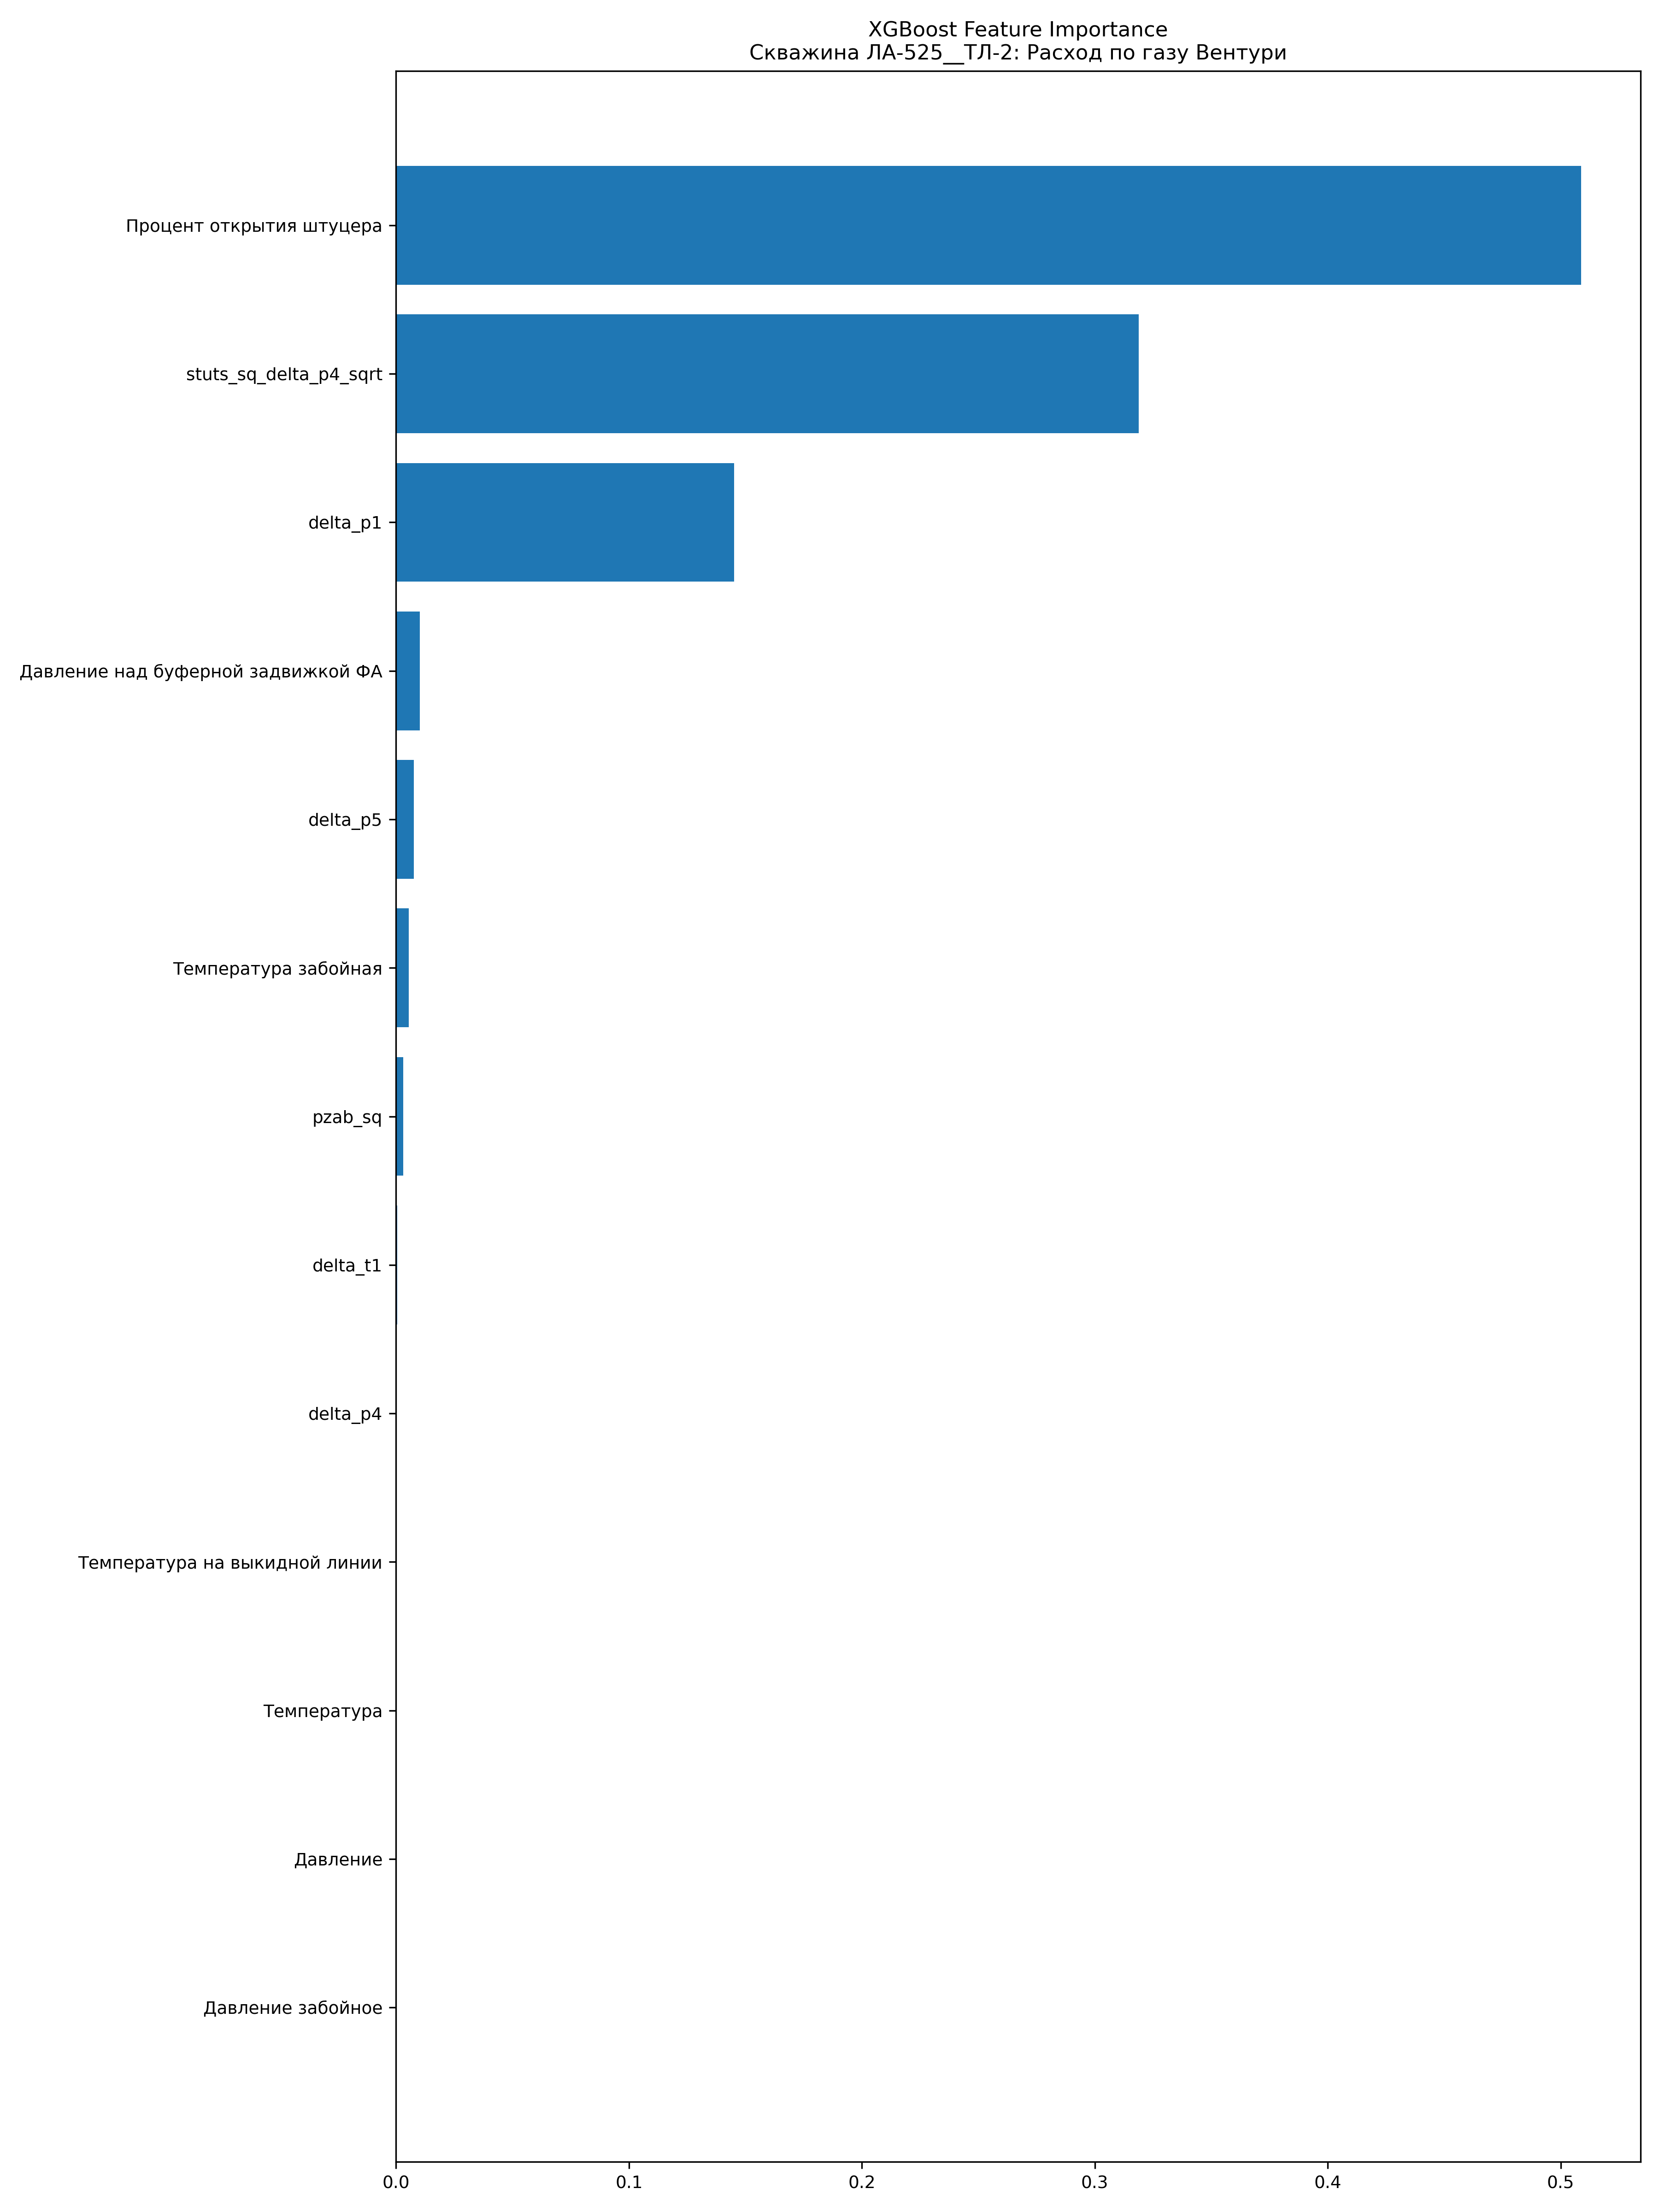 XGBoost Feature Importance
Скважина ЛА-525__ТЛ-2: Расход по газу Вентури
Процент открытия штуцера
stuts_sq_delta_p4_sqrt
delta_p1
Давление над буферной задвижкой ФА
delta_p5
Температура забойная
pzab_sq
delta_t1
delta_p4
Температура на выкидной линии
Температура
Давление
Давление забойное
0.0 0.1 0.2 0.3 0.4 0.5